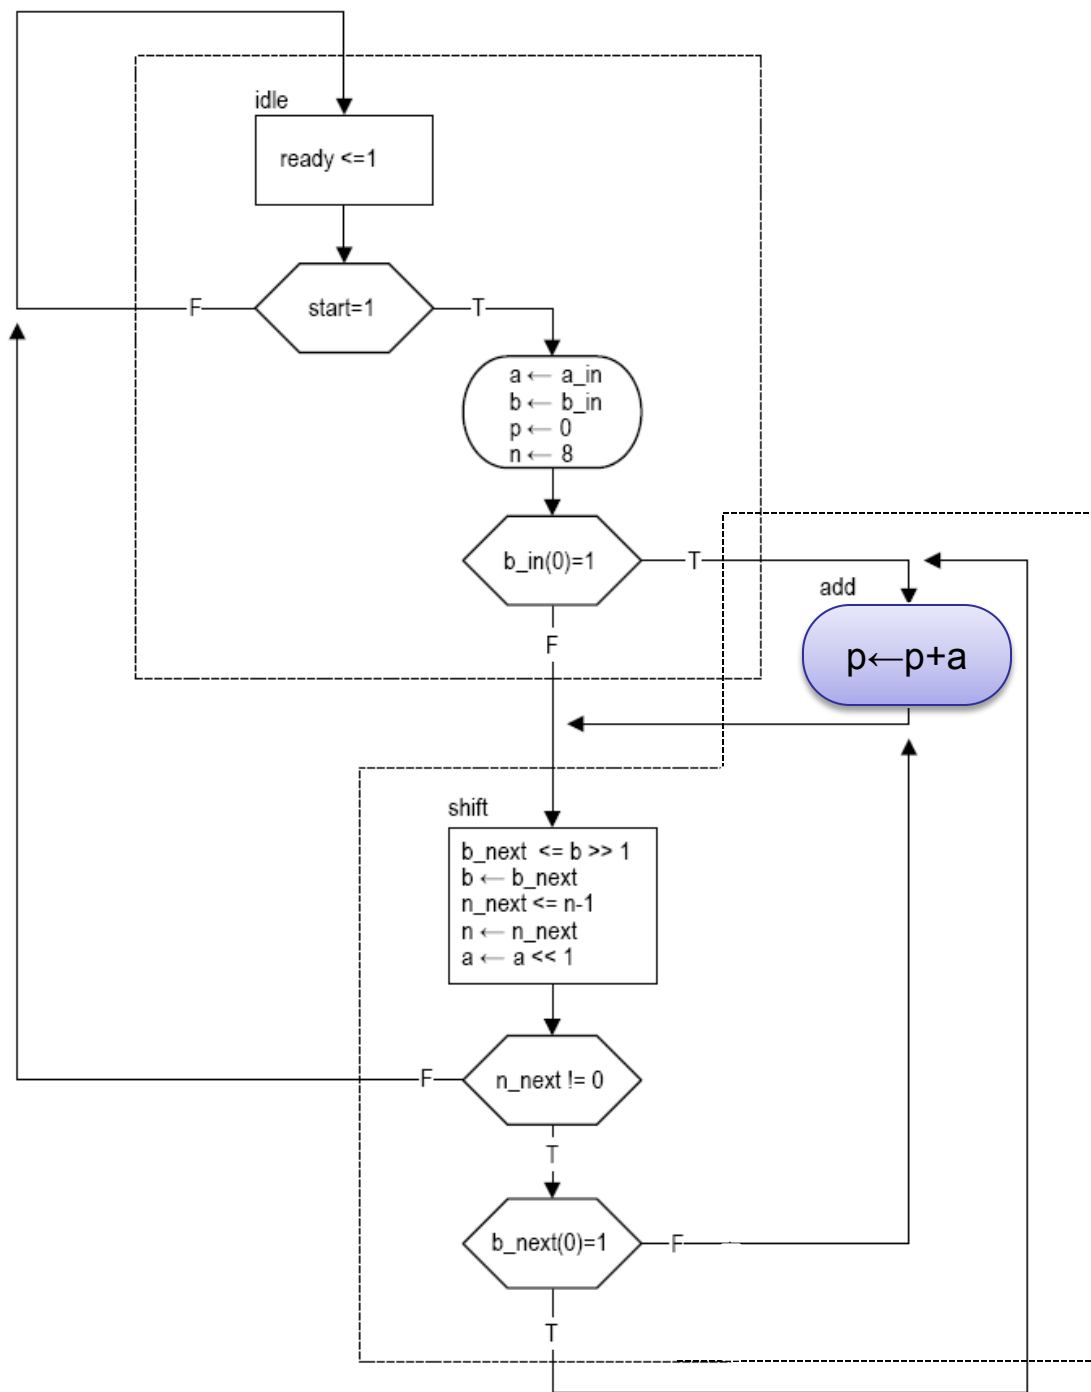 idle
ready <=1
start=1
F
T
a ← a_in
b ← b_in
p ← 0
n ← 8
b_in(0)=1
T
F
add
p←p+a
shift
b_next <= b >> 1
b ← b_next
n_next <= n-1
n ← n_next
a ← a << 1
n_next != 0
F
T
b_next(0)=1
F
T